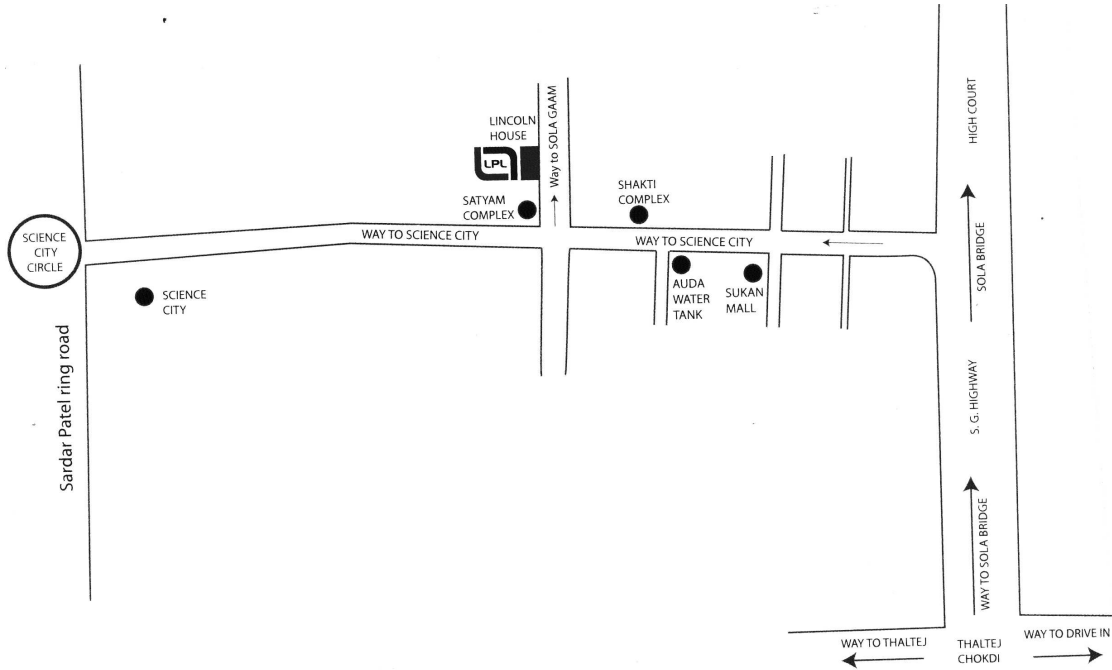 LINCOLN
HOUSE
LPL
Way to SOLA GAAM
HIGH COURT
SATYAM
COMPLEX
SHAKTI
COMPLEX
SCIENCE
CITY
CIRCLE
WAY TO SCIENCE CITY
WAY TO SCIENCE CITY
SOLA BRIDGE
SCIENCE
CITY
AUDA
WATER
TANK
SUKAN
MALL
Sardar Patel ring road
S. G. HIGHWAY
WAY TO SOLA BRIDGE
WAY TO THALTEJ
THALTEJ
CHOKDI
WAY TO DRIVE IN